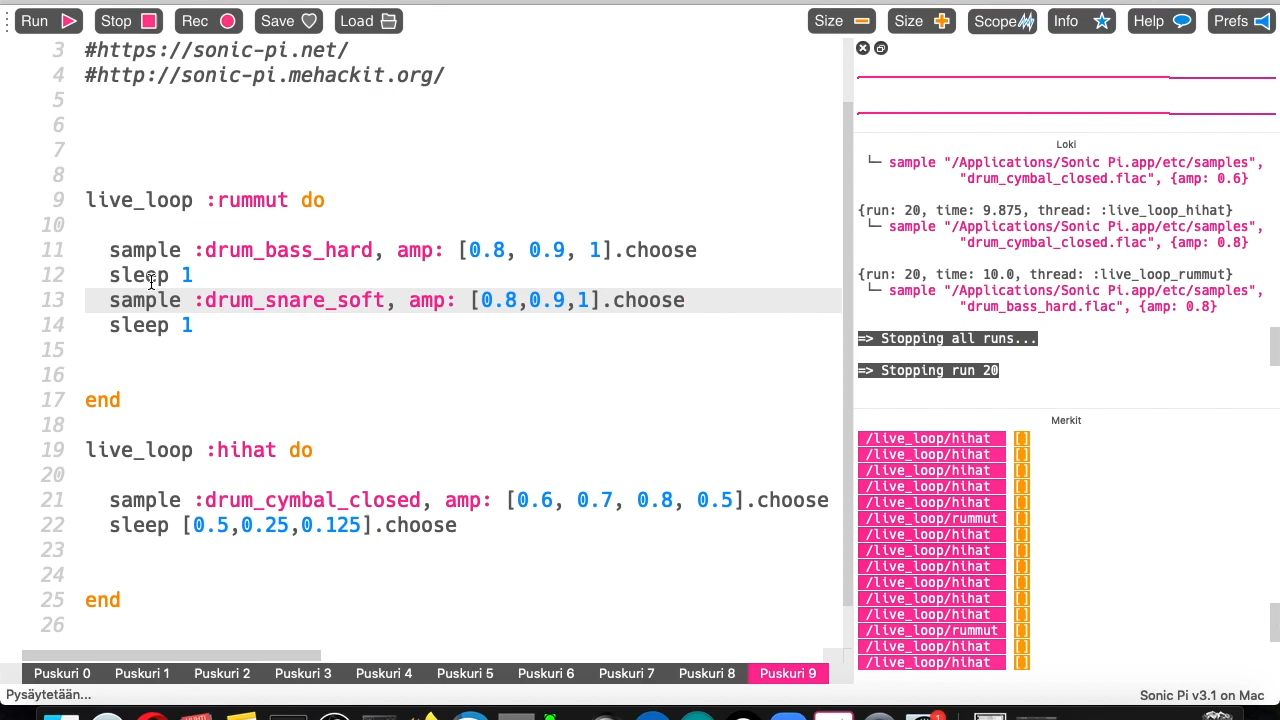 Run Stop Rec Save Load Size Size Scope Info Help Prefs
3 #https://sonic-pi.net/
4 #http://sonic-pi.mehackit.org/
5
6
7
8
9 live_loop :rummut do
10
11 sample :drum_bass_hard, amp: [0.8, 0.9, 1].choose
12 sleep 1
13 sample :drum_snare_soft, amp: [0.8,0.9,1].choose
14 sleep 1
15
16
17 end
18
19 live_loop :hihat do
20
21 sample :drum_cymbal_closed, amp: [0.6, 0.7, 0.8, 0.5].choose
22 sleep [0.5,0.25,0.125].choose
23
24
25 end
26
Loki
└─ sample "/Applications/Sonic Pi.app/etc/samples",
"drum_cymbal_closed.flac", {amp: 0.6}
{run: 20, time: 9.875, thread: :live_loop_hihat}
└─ sample "/Applications/Sonic Pi.app/etc/samples",
"drum_cymbal_closed.flac", {amp: 0.8}
{run: 20, time: 10.0, thread: :live_loop_rummut}
└─ sample "/Applications/Sonic Pi.app/etc/samples",
"drum_bass_hard.flac", {amp: 0.8}
=> Stopping all runs...
=> Stopping run 20
Merkit
/live_loop/hihat []
/live_loop/hihat []
/live_loop/hihat []
/live_loop/hihat []
/live_loop/hihat []
/live_loop/rummut []
/live_loop/hihat []
/live_loop/hihat []
/live_loop/hihat []
/live_loop/hihat []
/live_loop/hihat []
/live_loop/hihat []
/live_loop/rummut []
/live_loop/hihat []
/live_loop/hihat []
Puskuri 0 Puskuri 1 Puskuri 2 Puskuri 3 Puskuri 4 Puskuri 5 Puskuri 6 Puskuri 7 Puskuri 8 Puskuri 9
Pysäytetään... Sonic Pi v3.1 on Mac
1